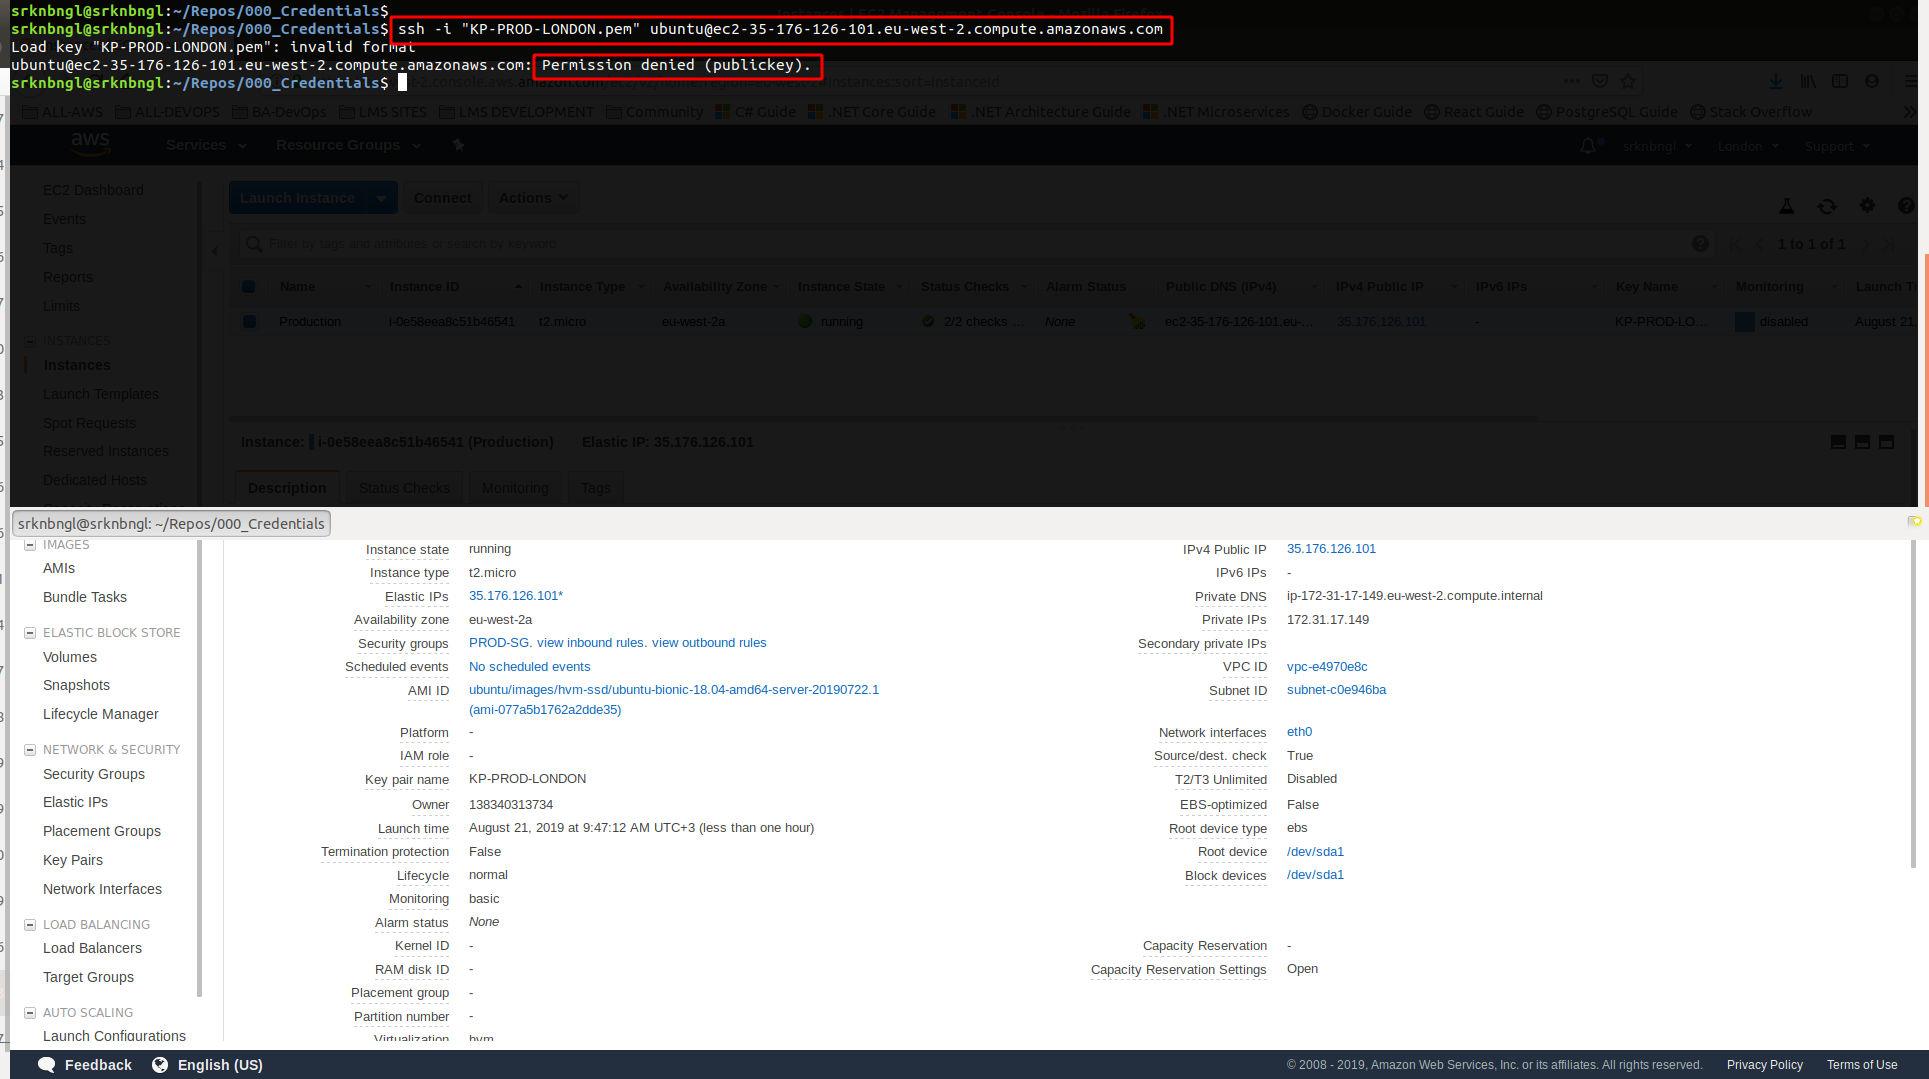 srknbngl@srknbngl:~/Repos/000_Credentials$
srknbngl@srknbngl:~/Repos/000_Credentials$ ssh -i "KP-PROD-LONDON.pem" ubuntu@ec2-35-176-126-101.eu-west-2.compute.amazonaws.com
Load key "KP-PROD-LONDON.pem": invalid format
ubuntu@ec2-35-176-126-101.eu-west-2.compute.amazonaws.com: Permission denied (publickey).
srknbngl@srknbngl:~/Repos/000_Credentials$
ALL-AWS ALL-DEVOPS BA-DevOps LMS SITES LMS DEVELOPMENT Community C# Guide .NET Core Guide .NET Architecture Guide .NET Microservices Docker Guide React Guide PostgreSQL Guide Stack Overflow
aws Services Resource Groups srknbngl London Support
EC2 Dashboard
Events
Tags
Reports
Limits
INSTANCES
Instances
Launch Templates
Spot Requests
Reserved Instances
Dedicated Hosts
Launch Instance Connect Actions
Filter by tags and attributes or search by keyword 1 to 1 of 1
Name Instance ID Instance Type Availability Zone Instance State Status Checks Alarm Status Public DNS (IPv4) IPv4 Public IP IPv6 IPs Key Name Monitoring Launch T
Production i-0e58eea8c51b46541 t2.micro eu-west-2a running 2/2 checks ... None ec2-35-176-126-101.eu-... 35.176.126.101 - KP-PROD-LO... disabled August 21,
Instance: i-0e58eea8c51b46541 (Production) Elastic IP: 35.176.126.101
Description Status Checks Monitoring Tags
srknbngl@srknbngl: ~/Repos/000_Credentials
IMAGES
AMIs
Bundle Tasks
ELASTIC BLOCK STORE
Volumes
Snapshots
Lifecycle Manager
NETWORK & SECURITY
Security Groups
Elastic IPs
Placement Groups
Key Pairs
Network Interfaces
LOAD BALANCING
Load Balancers
Target Groups
AUTO SCALING
Launch Configurations
Instance state running
Instance type t2.micro
Elastic IPs 35.176.126.101*
Availability zone eu-west-2a
Security groups PROD-SG. view inbound rules. view outbound rules
Scheduled events No scheduled events
AMI ID ubuntu/images/hvm-ssd/ubuntu-bionic-18.04-amd64-server-20190722.1
(ami-077a5b1762a2dde35)
Platform -
IAM role -
Key pair name KP-PROD-LONDON
Owner 138340313734
Launch time August 21, 2019 at 9:47:12 AM UTC+3 (less than one hour)
Termination protection False
Lifecycle normal
Monitoring basic
Alarm status None
Kernel ID -
RAM disk ID -
Placement group -
Partition number -
Virtualization hvm
IPv4 Public IP 35.176.126.101
IPv6 IPs -
Private DNS ip-172-31-17-149.eu-west-2.compute.internal
Private IPs 172.31.17.149
Secondary private IPs
VPC ID vpc-e4970e8c
Subnet ID subnet-c0e946ba
Network interfaces eth0
Source/dest. check True
T2/T3 Unlimited Disabled
EBS-optimized False
Root device type ebs
Root device /dev/sda1
Block devices /dev/sda1
Capacity Reservation -
Capacity Reservation Settings Open
Feedback English (US) © 2008 - 2019, Amazon Web Services, Inc. or its affiliates. All rights reserved. Privacy Policy Terms of Use